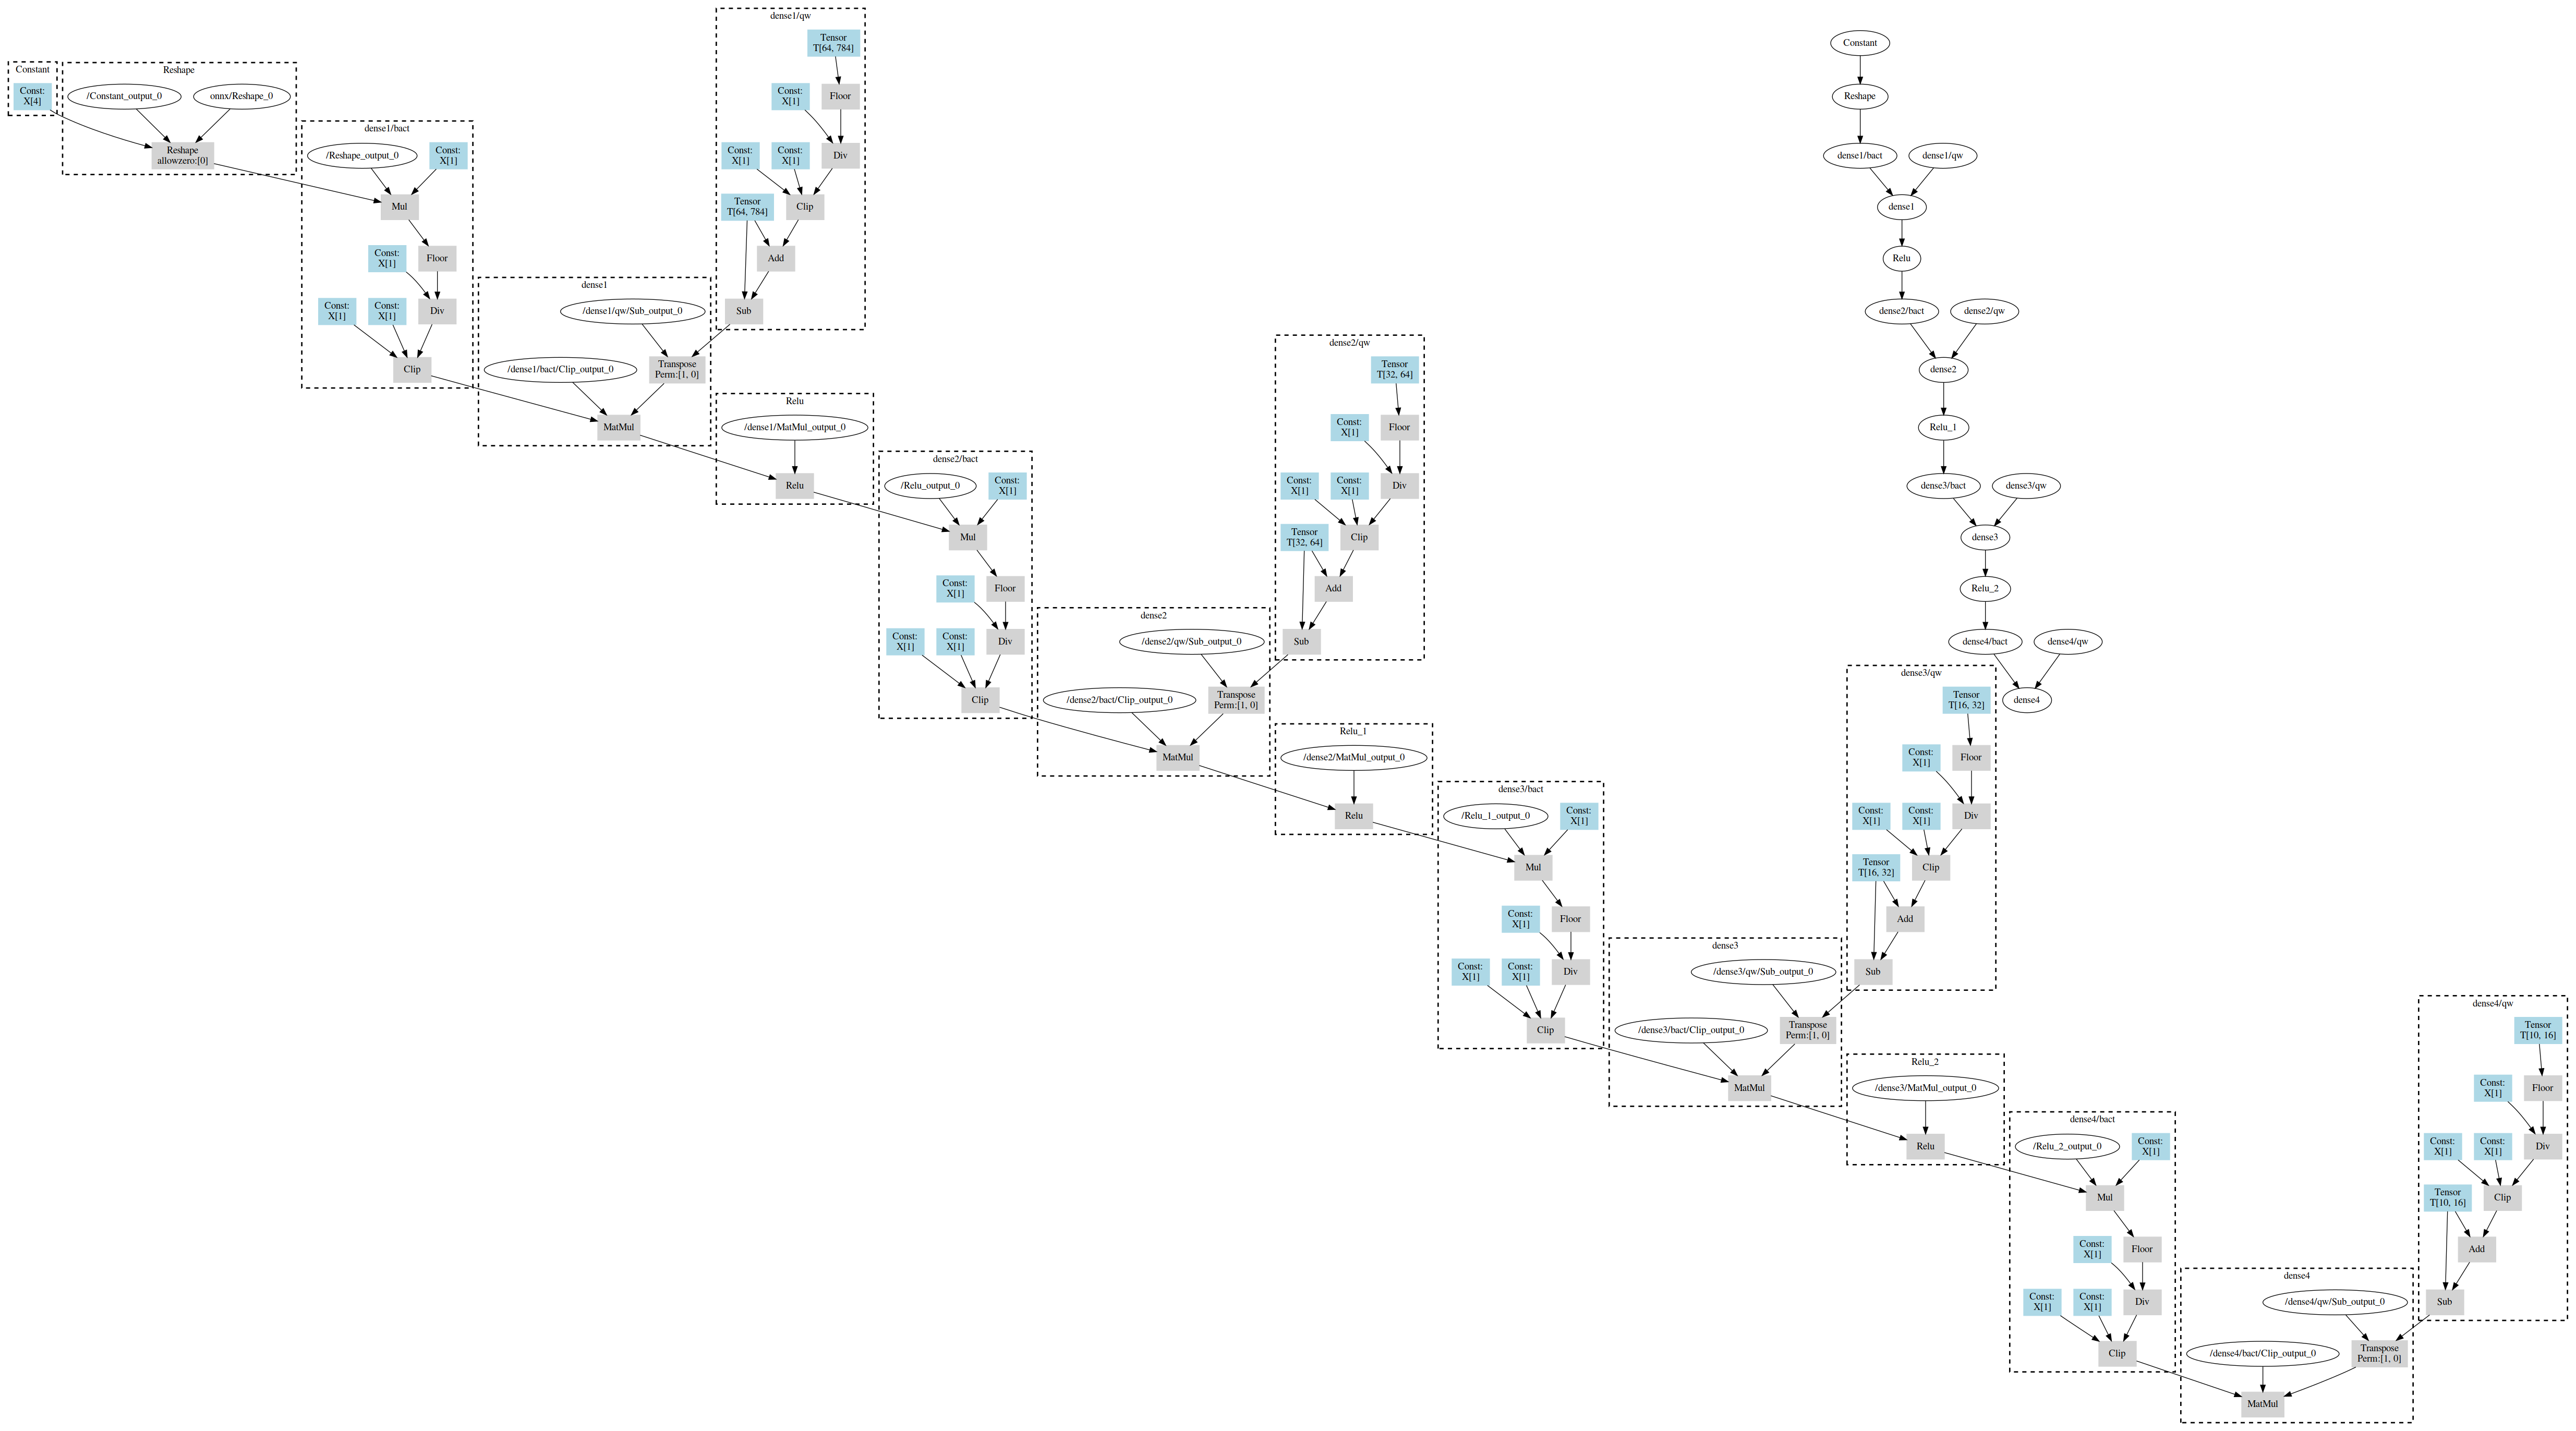 Constant
Const:
X[4]
Reshape
/Constant_output_0
onnx/Reshape_0
Reshape
allowzero:[0]
dense1/bact
/Reshape_output_0
Const:
X[1]
Mul
Const:
X[1]
Floor
Const:
X[1]
Const:
X[1]
Div
Clip
dense1
/dense1/qw/Sub_output_0
/dense1/bact/Clip_output_0
Transpose
Perm:[1, 0]
MatMul
dense1/qw
Tensor
T[64, 784]
Const:
X[1]
Floor
Const:
X[1]
Const:
X[1]
Div
Tensor
T[64, 784]
Clip
Add
Sub
Relu
/dense1/MatMul_output_0
Relu
dense2/bact
/Relu_output_0
Const:
X[1]
Mul
Const:
X[1]
Floor
Const:
X[1]
Const:
X[1]
Div
Clip
dense2
/dense2/qw/Sub_output_0
/dense2/bact/Clip_output_0
Transpose
Perm:[1, 0]
MatMul
dense2/qw
Tensor
T[32, 64]
Const:
X[1]
Floor
Const:
X[1]
Const:
X[1]
Div
Tensor
T[32, 64]
Clip
Add
Sub
Relu_1
/dense2/MatMul_output_0
Relu
dense3/bact
/Relu_1_output_0
Const:
X[1]
Mul
Const:
X[1]
Floor
Const:
X[1]
Const:
X[1]
Div
Clip
dense3
/dense3/qw/Sub_output_0
/dense3/bact/Clip_output_0
Transpose
Perm:[1, 0]
MatMul
dense3/qw
Tensor
T[16, 32]
Const:
X[1]
Floor
Const:
X[1]
Const:
X[1]
Div
Tensor
T[16, 32]
Clip
Add
Sub
Relu_2
/dense3/MatMul_output_0
Relu
dense4/bact
/Relu_2_output_0
Const:
X[1]
Mul
Const:
X[1]
Floor
Const:
X[1]
Const:
X[1]
Div
Clip
dense4
/dense4/qw/Sub_output_0
/dense4/bact/Clip_output_0
Transpose
Perm:[1, 0]
MatMul
dense4/qw
Tensor
T[10, 16]
Const:
X[1]
Floor
Const:
X[1]
Const:
X[1]
Div
Tensor
T[10, 16]
Clip
Add
Sub
Constant
Reshape
dense1/bact
dense1/qw
dense1
Relu
dense2/bact
dense2/qw
dense2
Relu_1
dense3/bact
dense3/qw
dense3
Relu_2
dense4/bact
dense4/qw
dense4